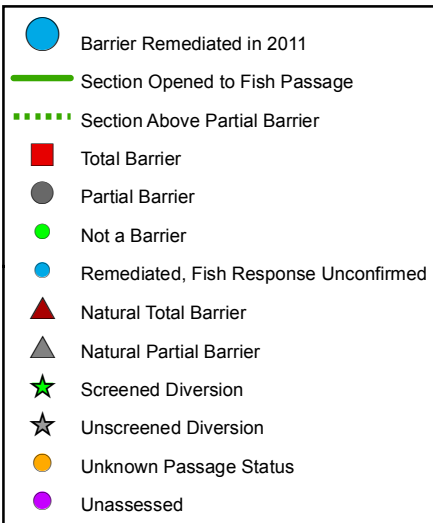 Barrier Remediated in 2011
Section Opened to Fish Passage
Section Above Partial Barrier
Total Barrier
Partial Barrier
Not a Barrier
Remediated, Fish Response Unconfirmed
Natural Total Barrier
Natural Partial Barrier
Screened Diversion
Unscreened Diversion
Unknown Passage Status
Unassessed